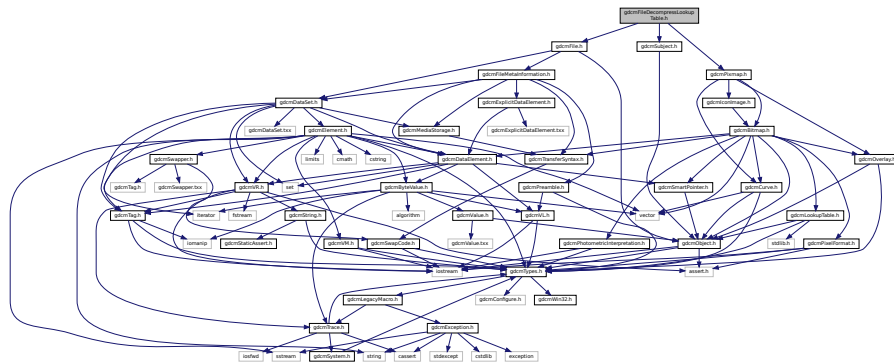 gdcmFileDecompressLookup
Table.h
gdcmFile.h
gdcmSubject.h
gdcmPixmap.h
gdcmFileMetaInformation.h
gdcmIconImage.h
gdcmDataSet.h
gdcmExplicitDataElement.h
gdcmDataSet.txx
gdcmElement.h
gdcmMediaStorage.h
gdcmExplicitDataElement.txx
gdcmBitmap.h
gdcmSwapper.h
limits
cmath
cstring
gdcmDataElement.h
gdcmTransferSyntax.h
gdcmOverlay.h
gdcmTag.h
gdcmSwapper.txx
gdcmVR.h
set
gdcmByteValue.h
gdcmPreamble.h
gdcmSmartPointer.h
gdcmCurve.h
gdcmTag.h
iterator
fstream
gdcmString.h
algorithm
gdcmValue.h
gdcmVL.h
vector
gdcmLookupTable.h
iomanip
gdcmStaticAssert.h
gdcmVM.h
gdcmSwapCode.h
gdcmValue.txx
gdcmPhotometricInterpretation.h
gdcmObject.h
stdlib.h
gdcmPixelFormat.h
iostream
gdcmTypes.h
assert.h
gdcmLegacyMacro.h
gdcmConfigure.h
gdcmWin32.h
gdcmTrace.h
gdcmException.h
iosfwd
gdcmSystem.h
sstream
string
cassert
stdexcept
cstdlib
exception